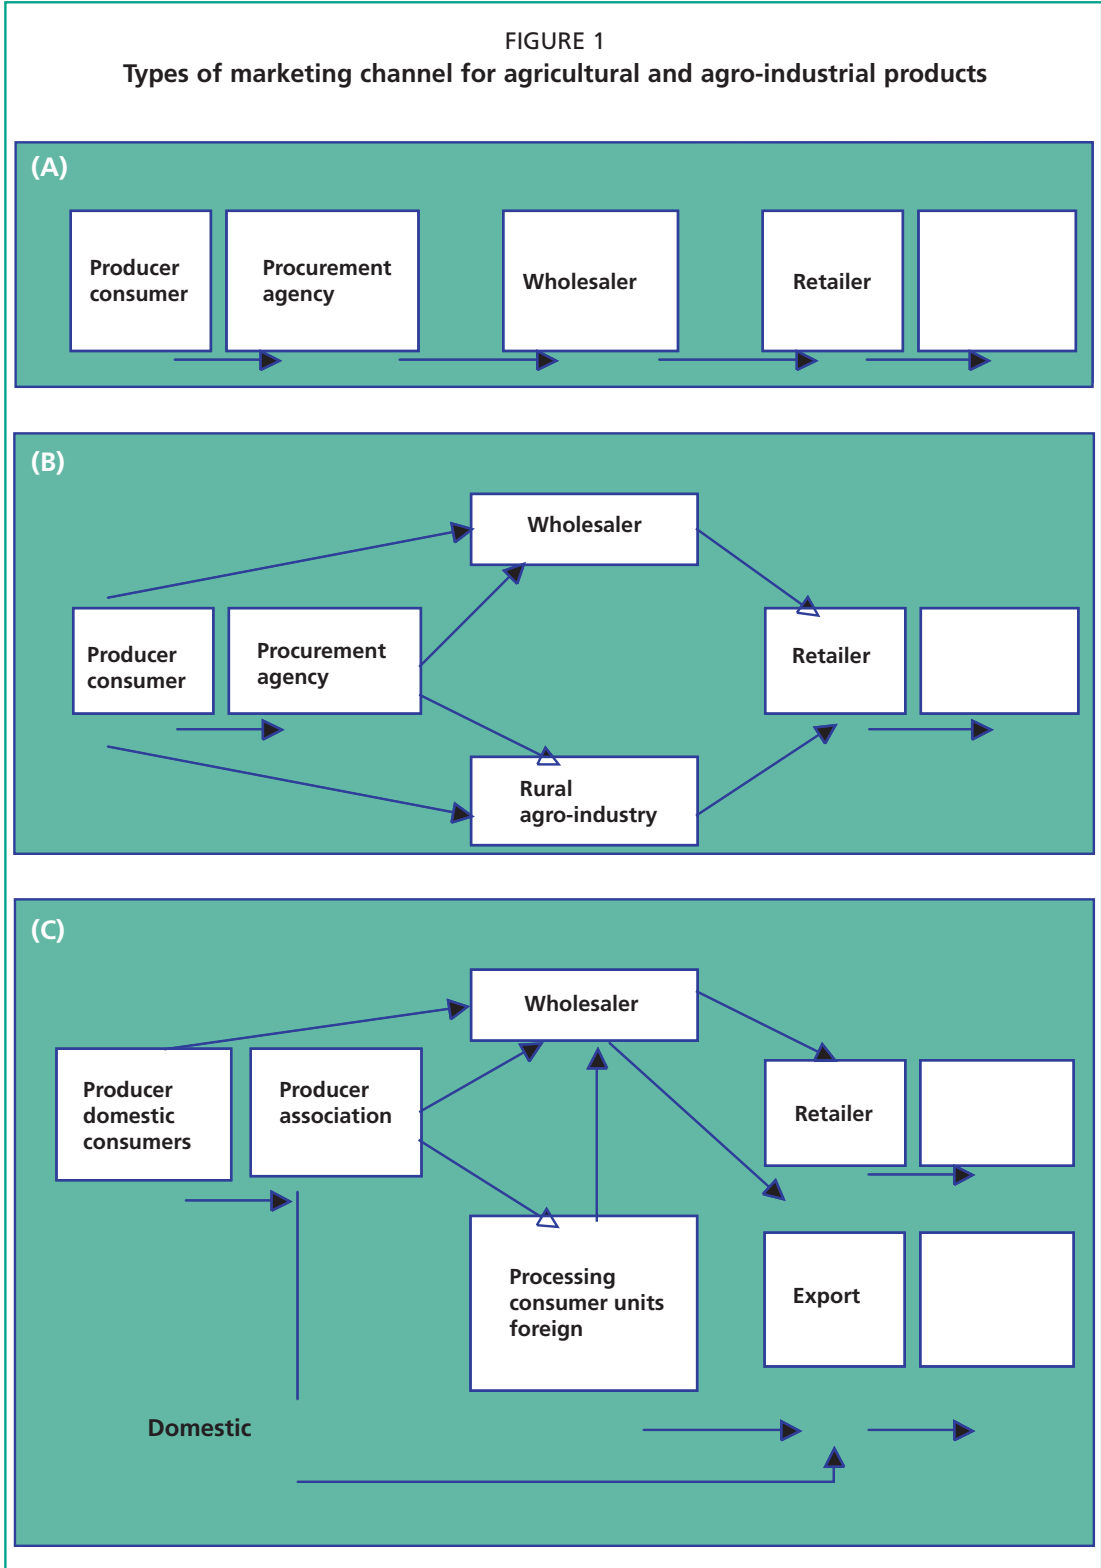 FIGURE 1
Types of marketing channel for agricultural and agro-industrial products
(A)
Producer
consumer
Procurement
agency
Wholesaler
Retailer
(B)
Wholesaler
Producer
consumer
Procurement
agency
Retailer
Rural
agro-industry
(C)
Wholesaler
Producer
domestic
consumers
Producer
association
Retailer
Processing
consumer units
foreign
Export
Domestic